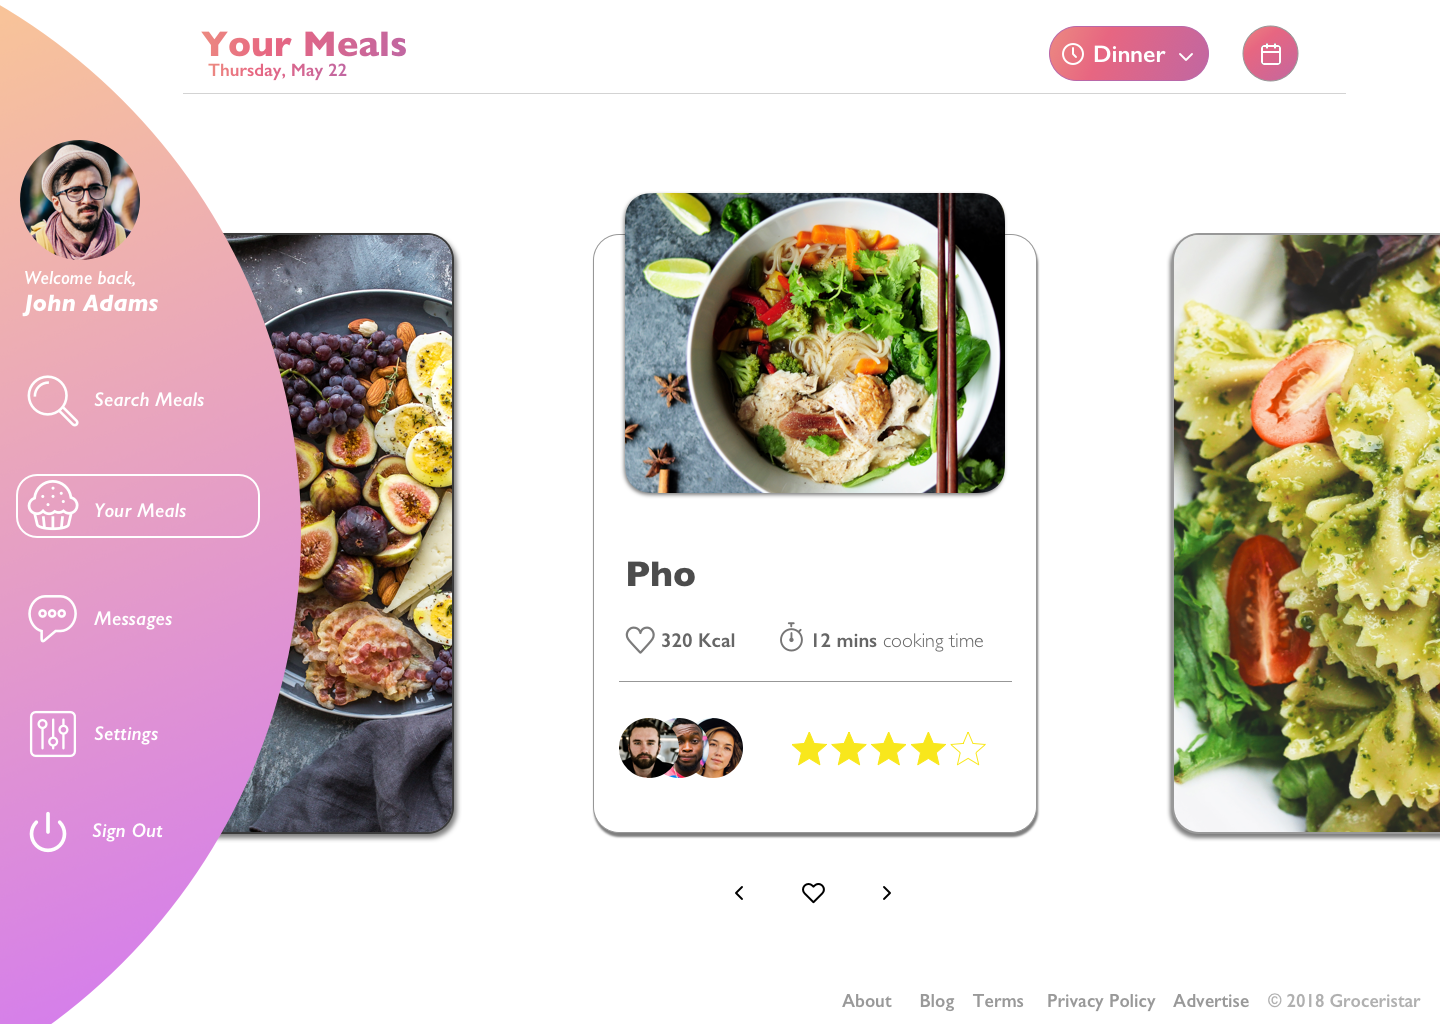 Your Meals
Thursday, May 22
Dinner
Welcome back,
John Adams
Search Meals
Your Meals
Messages
Settings
Sign Out
Pho
320 Kcal
12 mins cooking time
About Blog Terms Privacy Policy Advertise © 2018 Groceristar